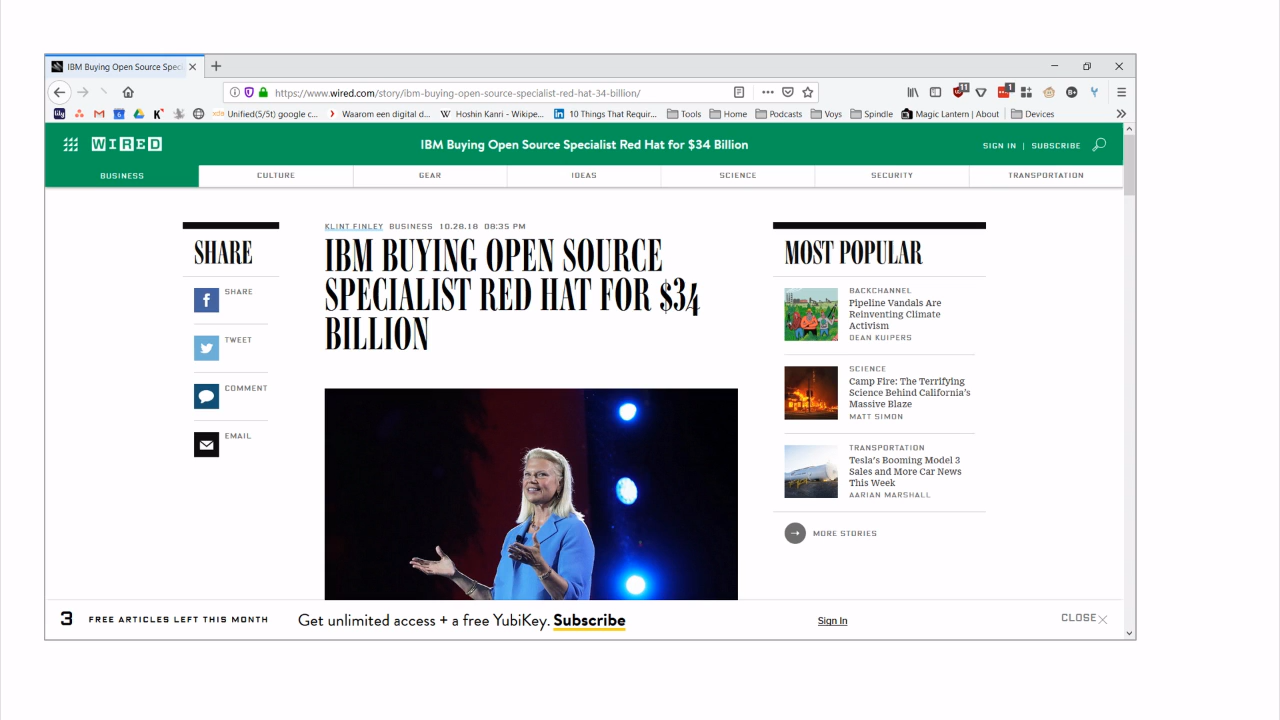 IBM Buying Open Source Spec
https://www.wired.com/story/ibm-buying-open-source-specialist-red-hat-34-billion/
11
1
Unified(5/5t) google c...
Waarom een digital d...
Hoshin Kanri - Wikipe...
10 Things That Requir...
Tools
Home
Podcasts
Voys
Spindle
Magic Lantern | About
Devices
WIRED
IBM Buying Open Source Specialist Red Hat for $34 Billion
SIGN IN | SUBSCRIBE
BUSINESS
CULTURE
GEAR
IDEAS
SCIENCE
SECURITY
TRANSPORTATION
SHARE
SHARE
TWEET
COMMENT
EMAIL
KLINT FINLEY BUSINESS 10.28.18 08:35 PM
IBM BUYING OPEN SOURCE
SPECIALIST RED HAT FOR $34
BILLION
MOST POPULAR
BACKCHANNEL
Pipeline Vandals Are
Reinventing Climate
Activism
DEAN KUIPERS
SCIENCE
Camp Fire: The Terrifying
Science Behind California's
Massive Blaze
MATT SIMON
TRANSPORTATION
Tesla's Booming Model 3
Sales and More Car News
This Week
AARIAN MARSHALL
MORE STORIES
3 FREE ARTICLES LEFT THIS MONTH
Get unlimited access + a free YubiKey. Subscribe
Sign In
CLOSE